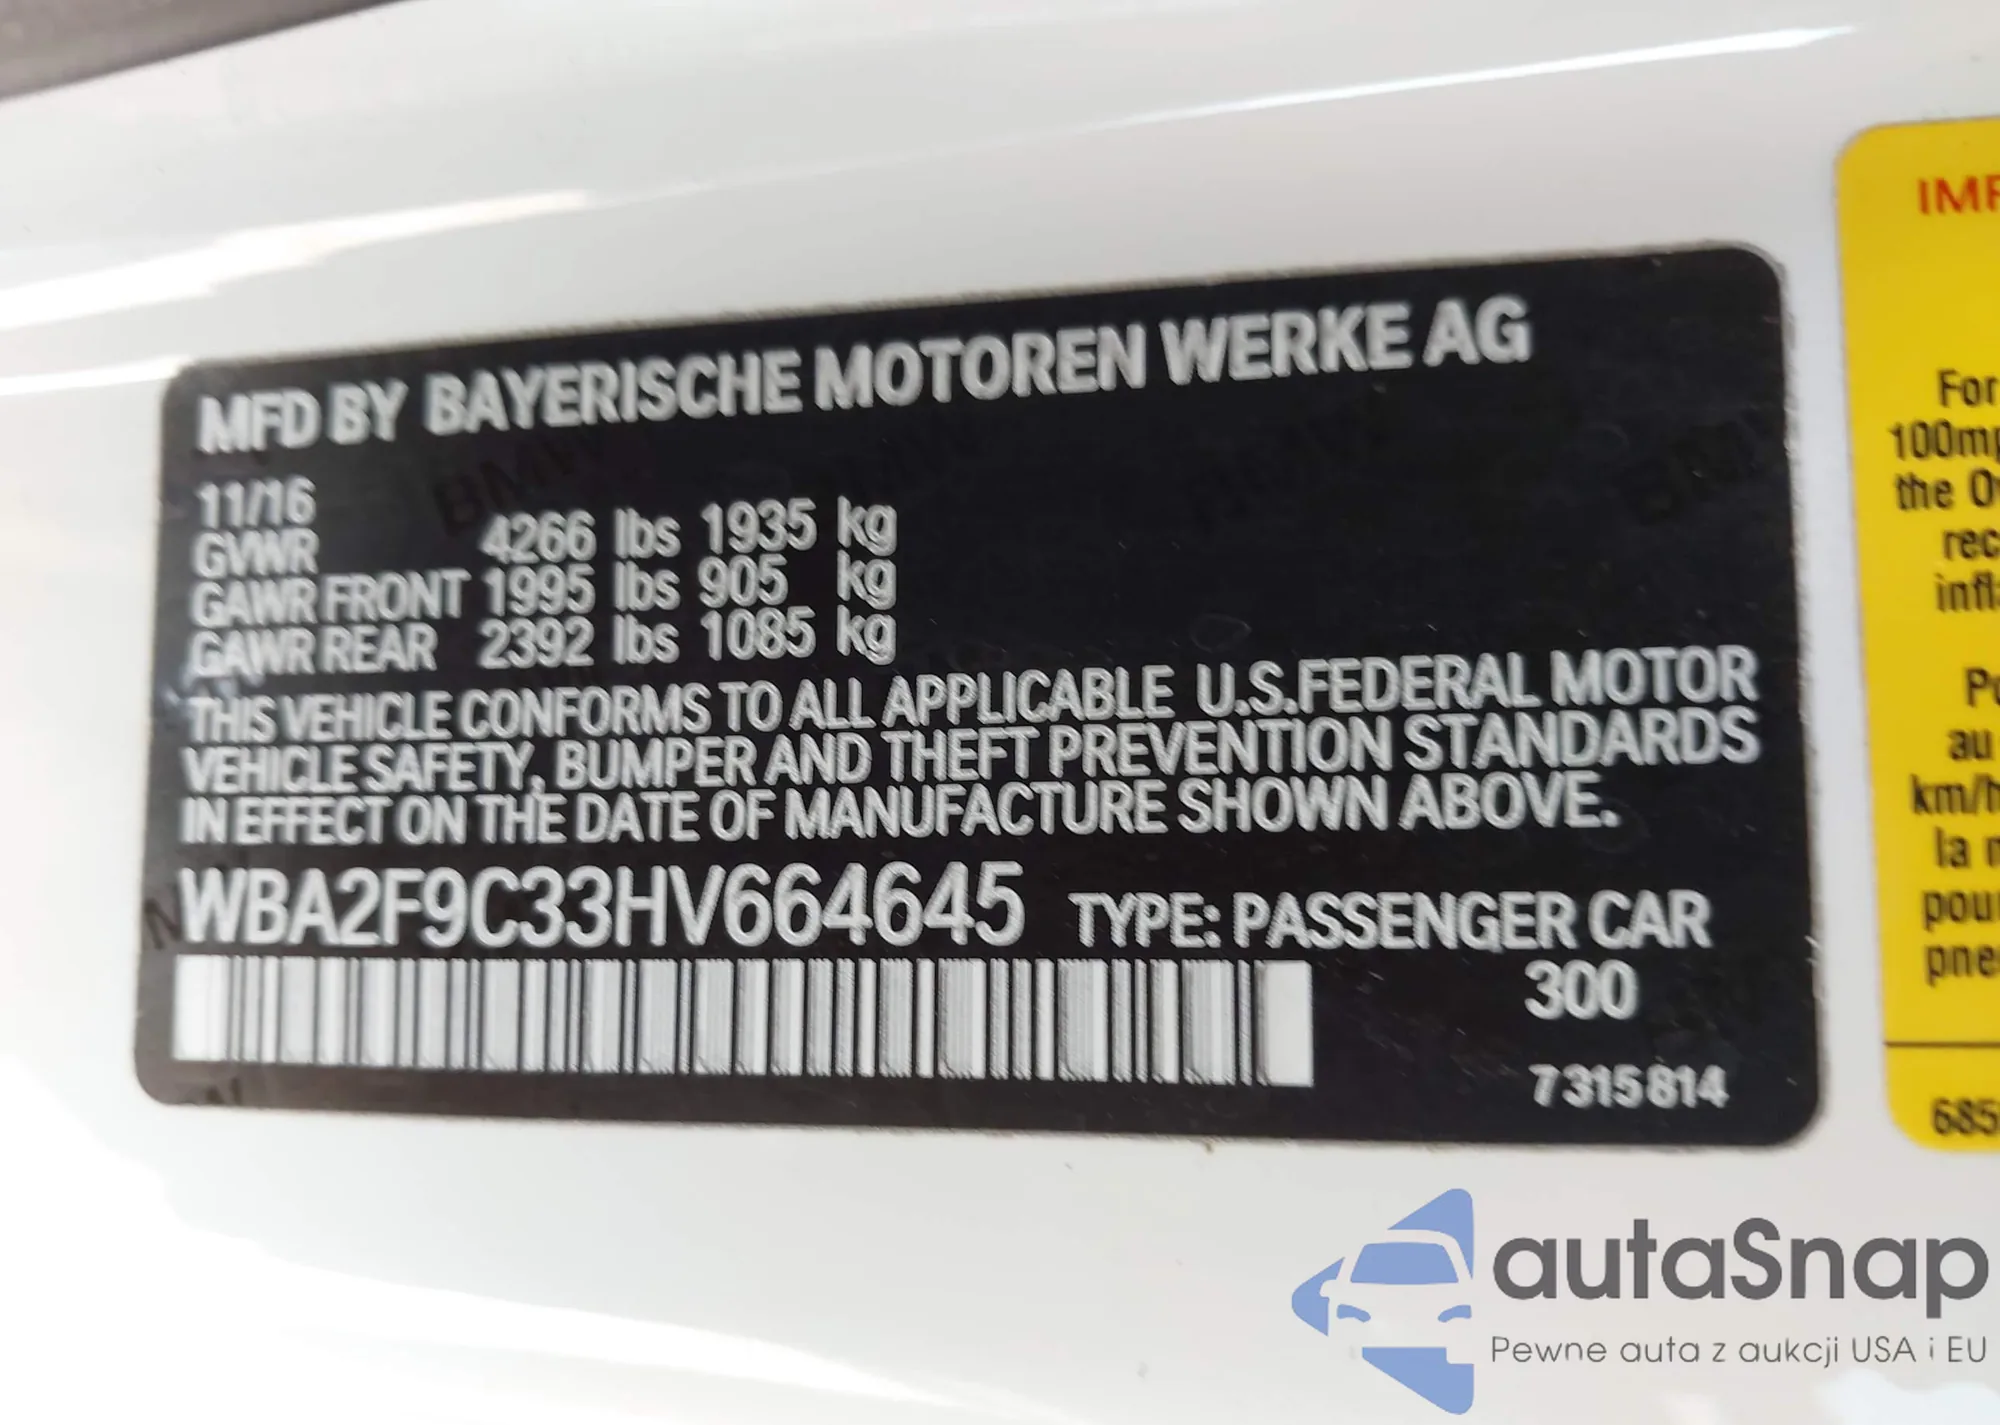 MFD BY BAYERISCHE MOTOREN WERKE AG
11/16
GVWR 4266 lbs 1935 kg
GAWR FRONT 1995 lbs 905 kg
GAWR REAR 2392 lbs 1085 kg
THIS VEHICLE CONFORMS TO ALL APPLICABLE U.S.FEDERAL MOTOR
VEHICLE SAFETY, BUMPER AND THEFT PREVENTION STANDARDS
IN EFFECT ON THE DATE OF MANUFACTURE SHOWN ABOVE.
WBA2F9C33HV664645 TYPE: PASSENGER CAR
300
7315814
For
100mp
the
rec
au
km/h
la
pour
autaSnap
Pewne auta z aukcji USA i EU